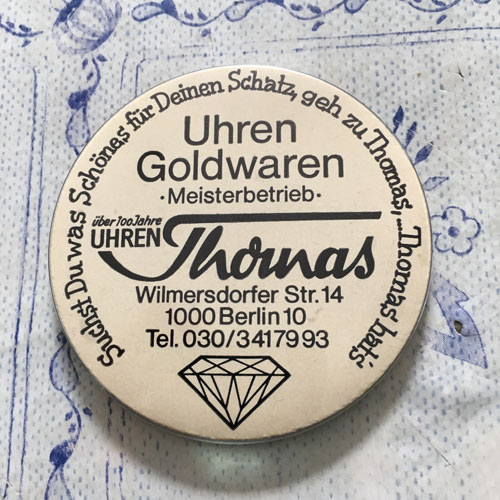 Suchst Du was Schönes für Deinen Schatz, geh zu Thomas, ...Thomas hats'
Uhren
Goldwaren
·Meisterbetrieb·
über 100 Jahre
UHREN Thomas
Wilmersdorfer Str. 14
1000 Berlin 10
Tel. 030/3417993